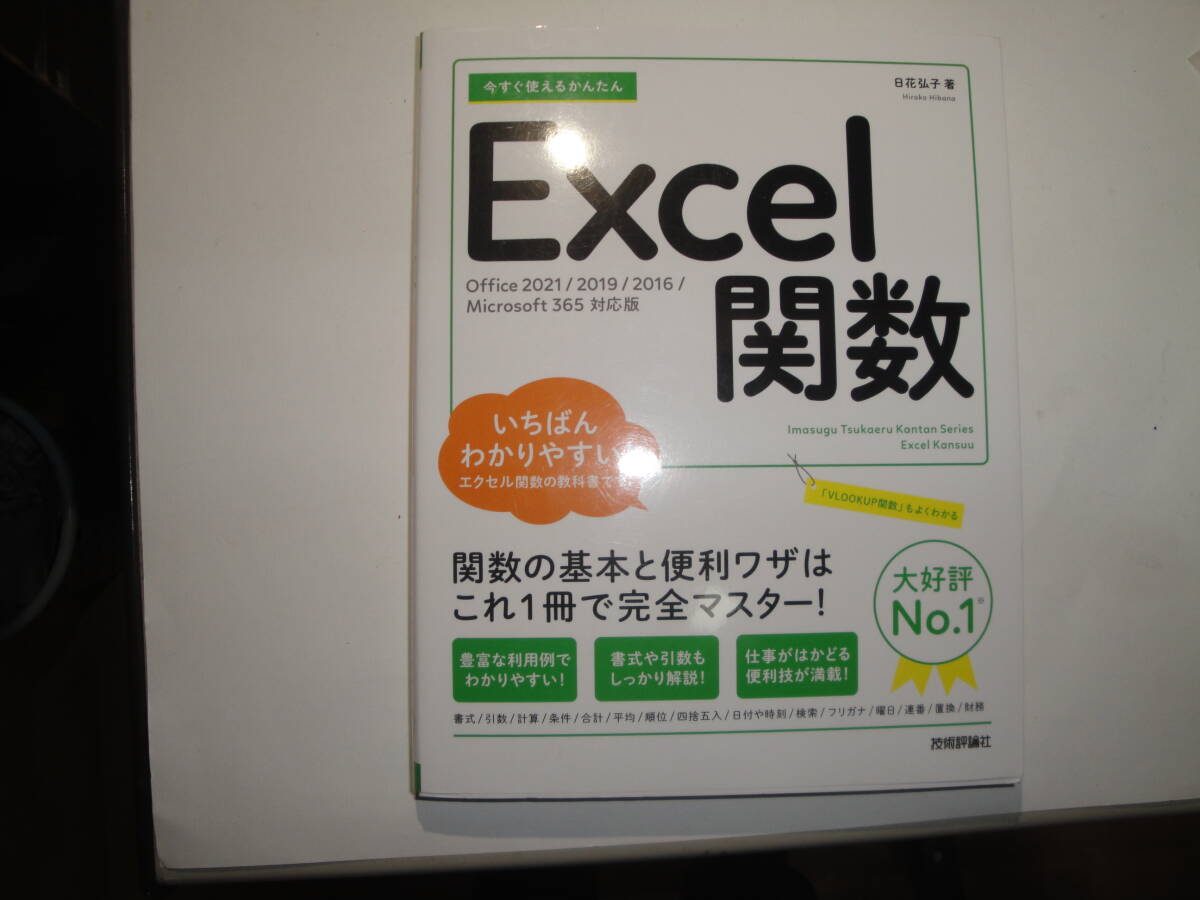 今すぐ使えるかんたん
日花弘子 著
Hiroko Hibana
Excel
関数
Office 2021 / 2019 / 2016 /
Microsoft 365 対応版
Imasugu Tsukaeru Kantan Series
Excel Kansuu
いちばん
わかりやすい
エクセル関数の教科書で
「VLOOKUP関数」もよくわかる
関数の基本と便利ワザは
これ1冊で完全マスター!
大好評
No.1※
豊富な利用例で
わかりやすい!
書式や引数も
しっかり解説!
仕事がはかどる
便利技が満載!
書式/引数/計算/条件/合計/平均/順位/四捨五入/日付や時刻/検索/フリガナ/曜日/連番/置換/財務
技術評論社